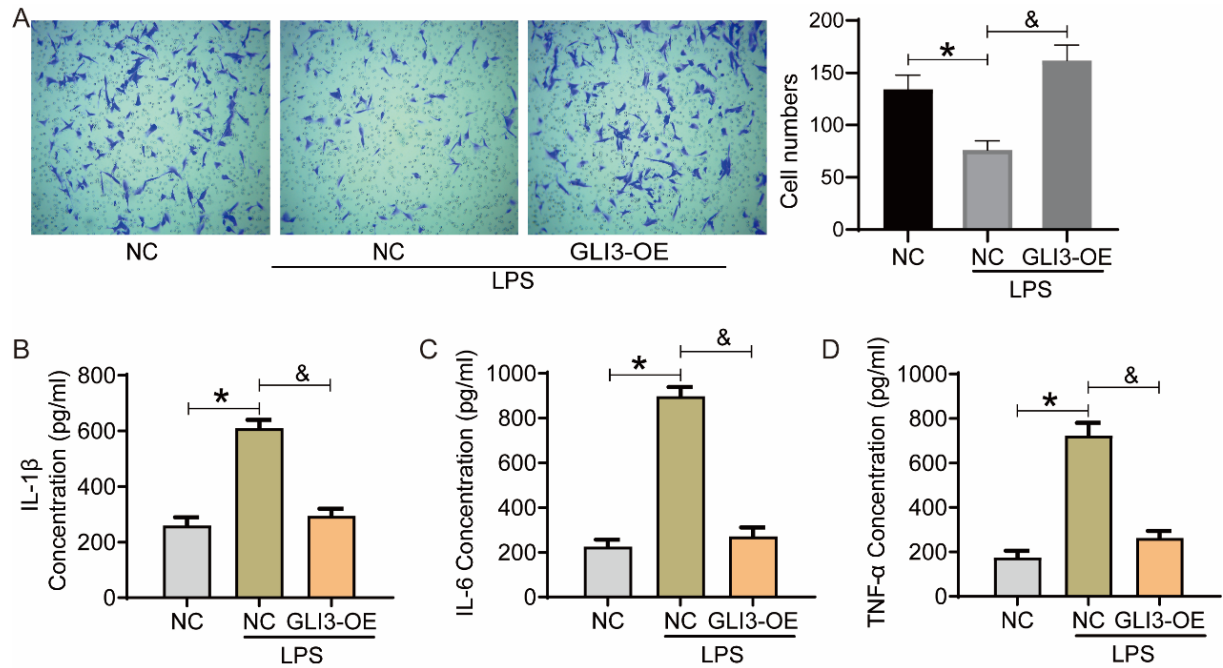 A
NC
NC
GLI3-OE
LPS
Cell numbers
200
150
100
50
0
*
&
NC
NC
GLI3-OE
LPS
B
IL-1β
Concentration (pg/ml)
800
600
400
200
0
*
&
NC
NC
GLI3-OE
LPS
C
IL-6 Concentration (pg/ml)
1000
800
600
400
200
0
*
&
NC
NC
GLI3-OE
LPS
D
TNF-α Concentration (pg/ml)
1000
800
600
400
200
0
*
&
NC
NC
GLI3-OE
LPS